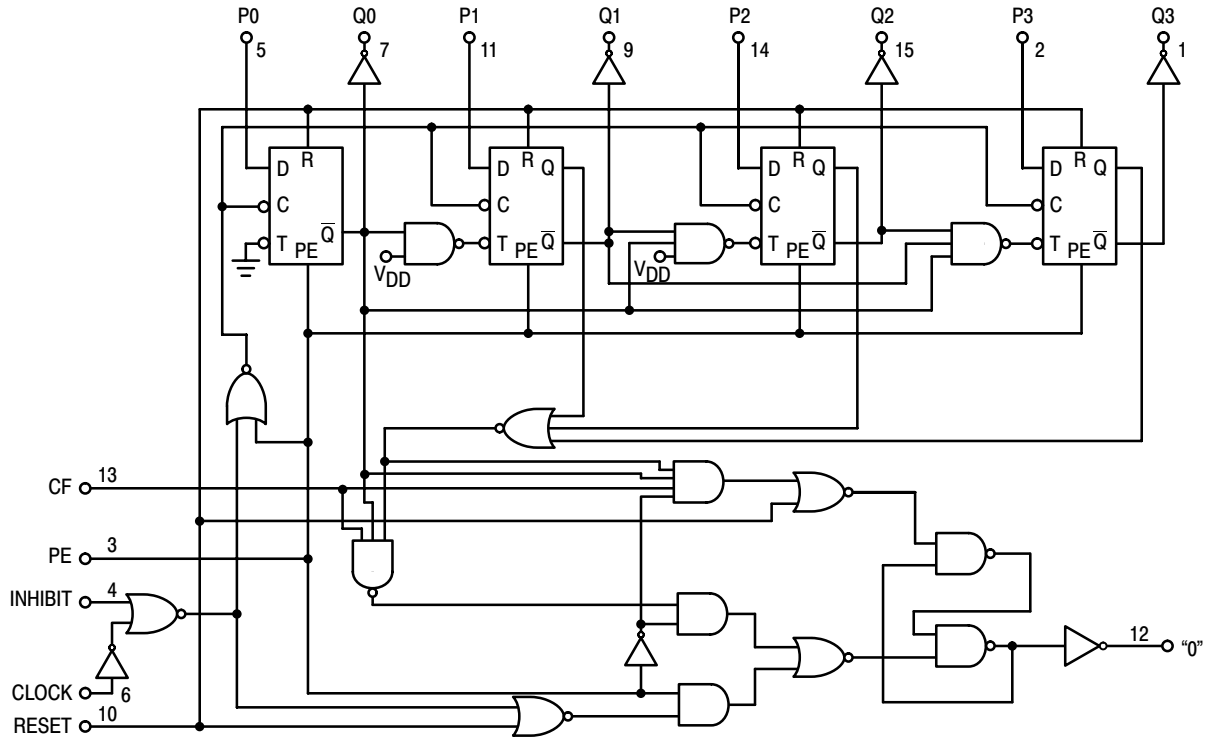 P0 Q0 P1 Q1 P2 Q2 P3 Q3
5 7 11 9 14 15 2 1
R R R R
D D Q D Q D Q
C C C C
Q
T PE T PE Q T PE Q T PE Q
VDD VDD
CF 13
PE 3
INHIBIT 4
12 "0"
CLOCK 6
RESET 10